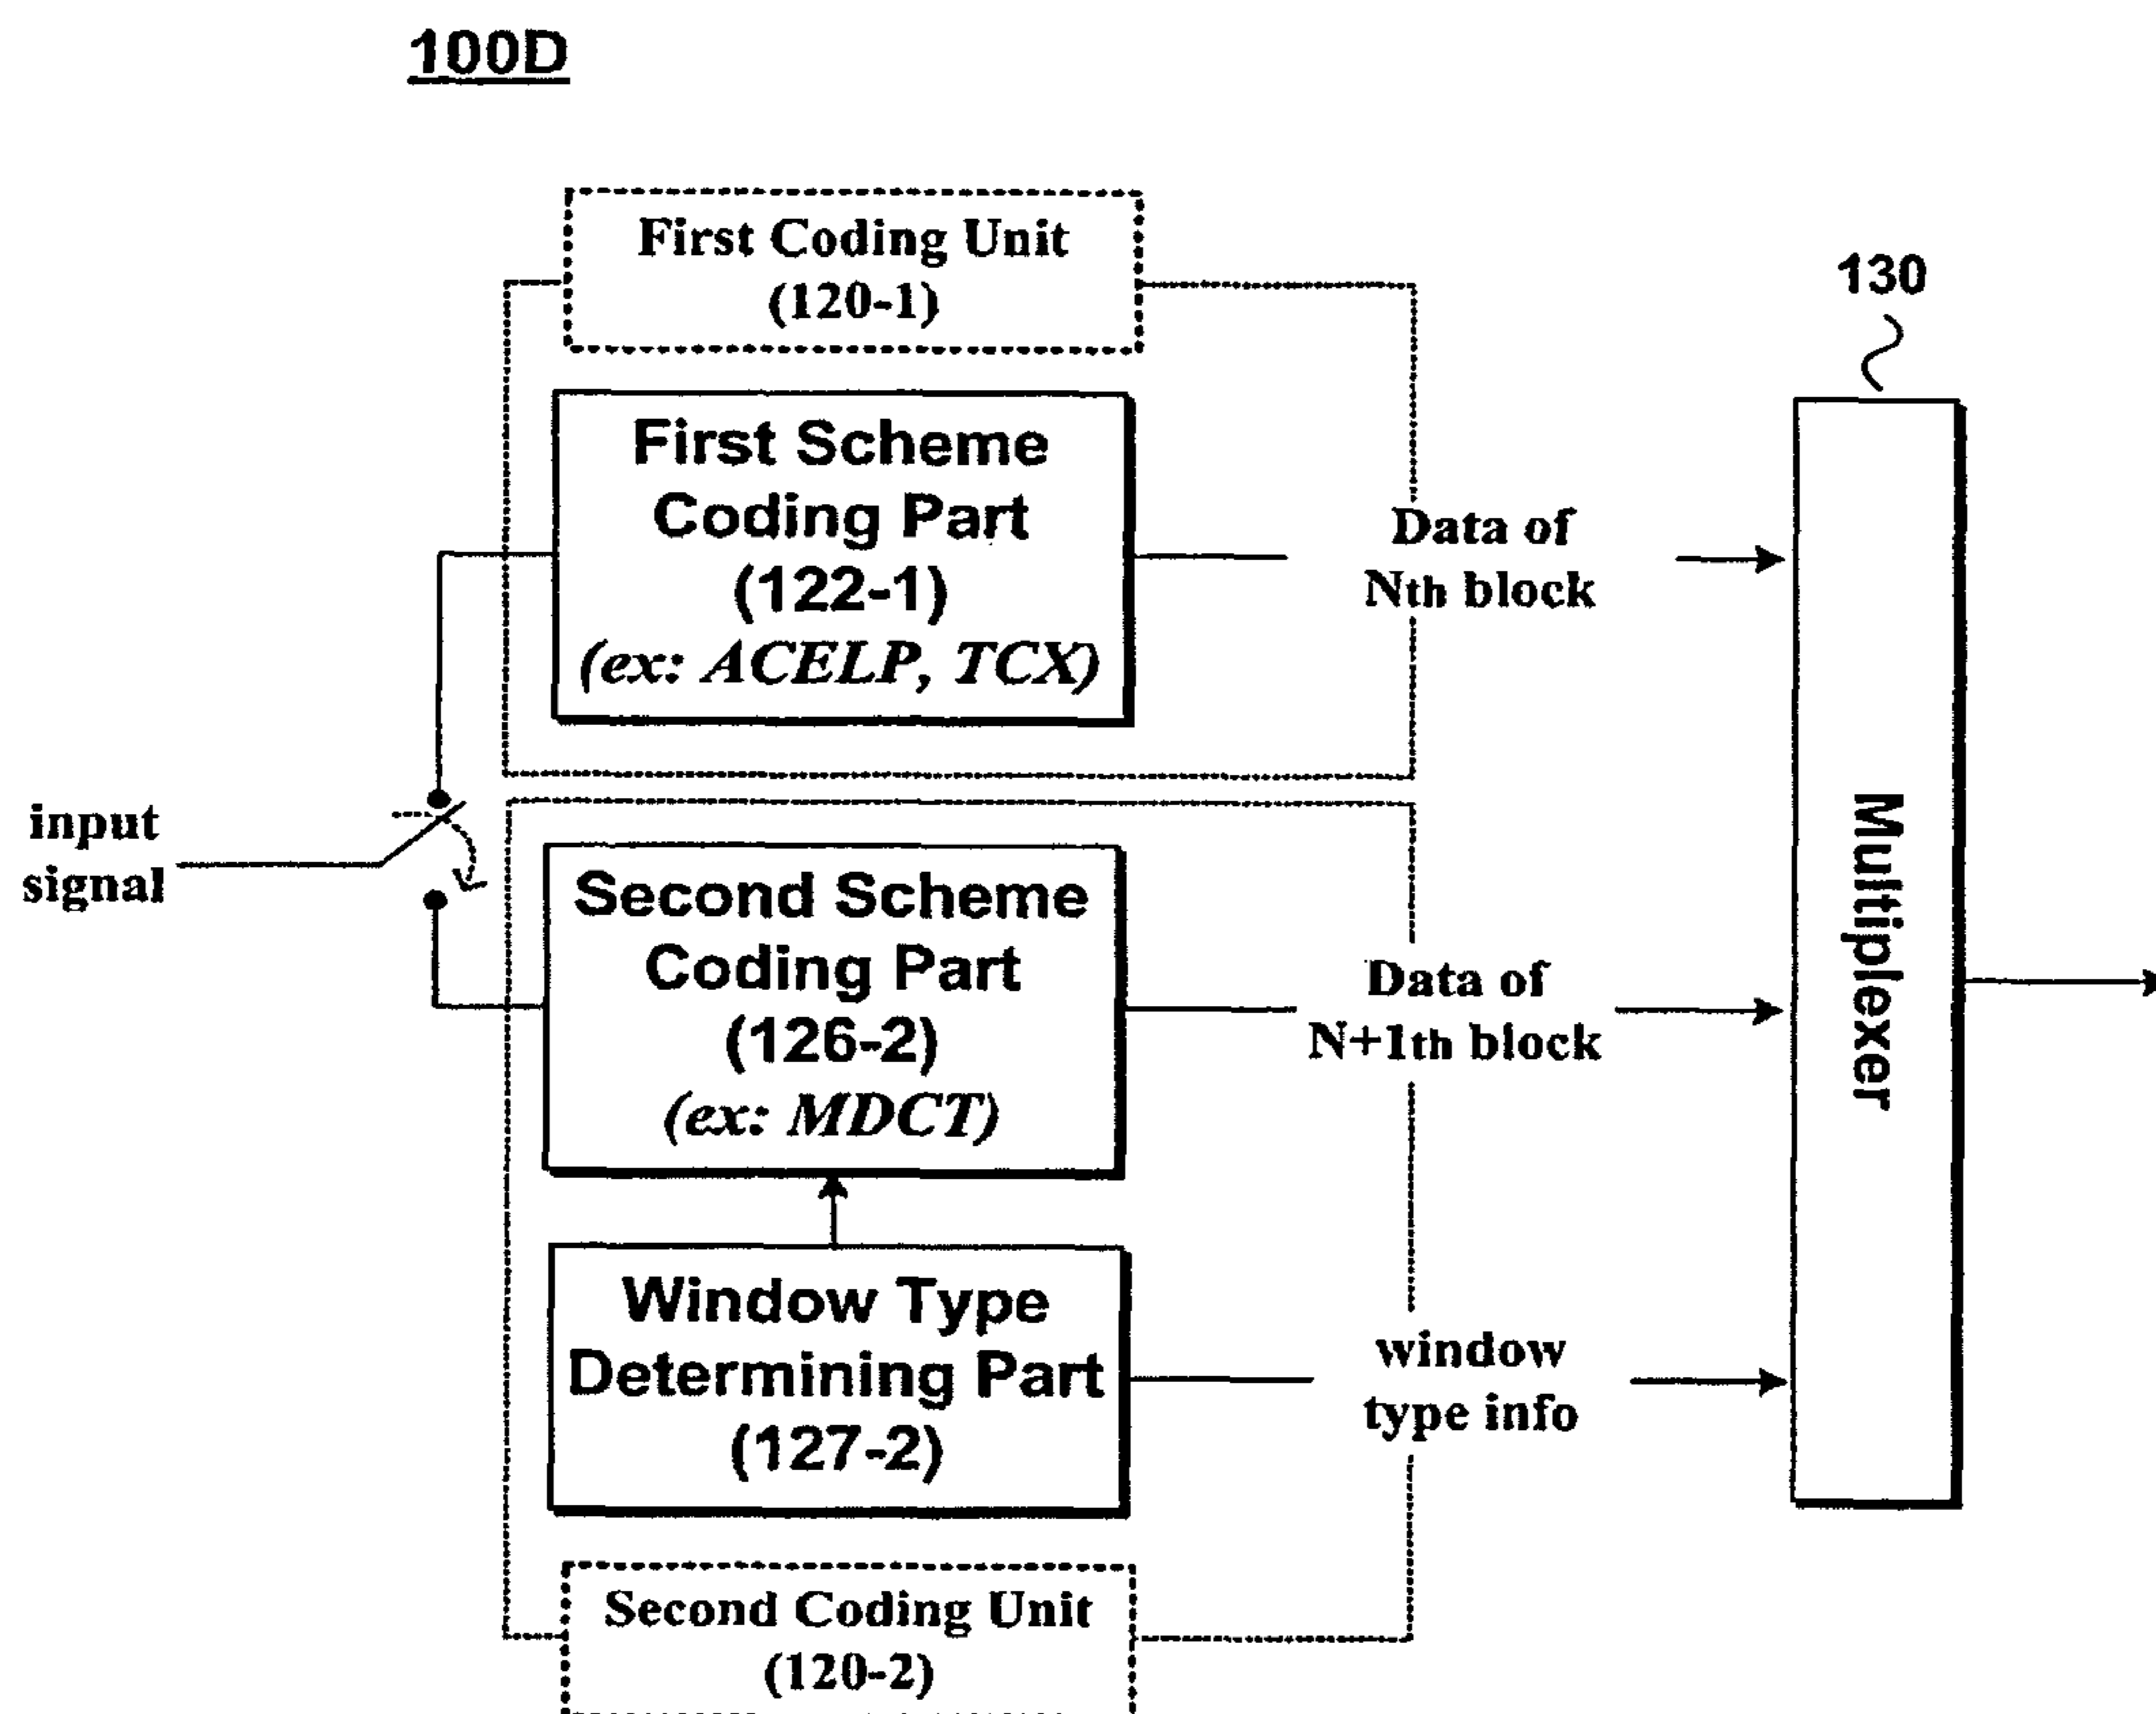 100D
First Coding Unit
(120-1)
130
First Scheme
Coding Part
(122-1)
(ex: ACELP, TCX)
Data of
Nth block
input
signal
Second Scheme
Coding Part
(126-2)
(ex: MDCT)
Data of
N+1th block
Multiplexer
Window Type
Determining Part
(127-2)
window
type info
Second Coding Unit
(120-2)